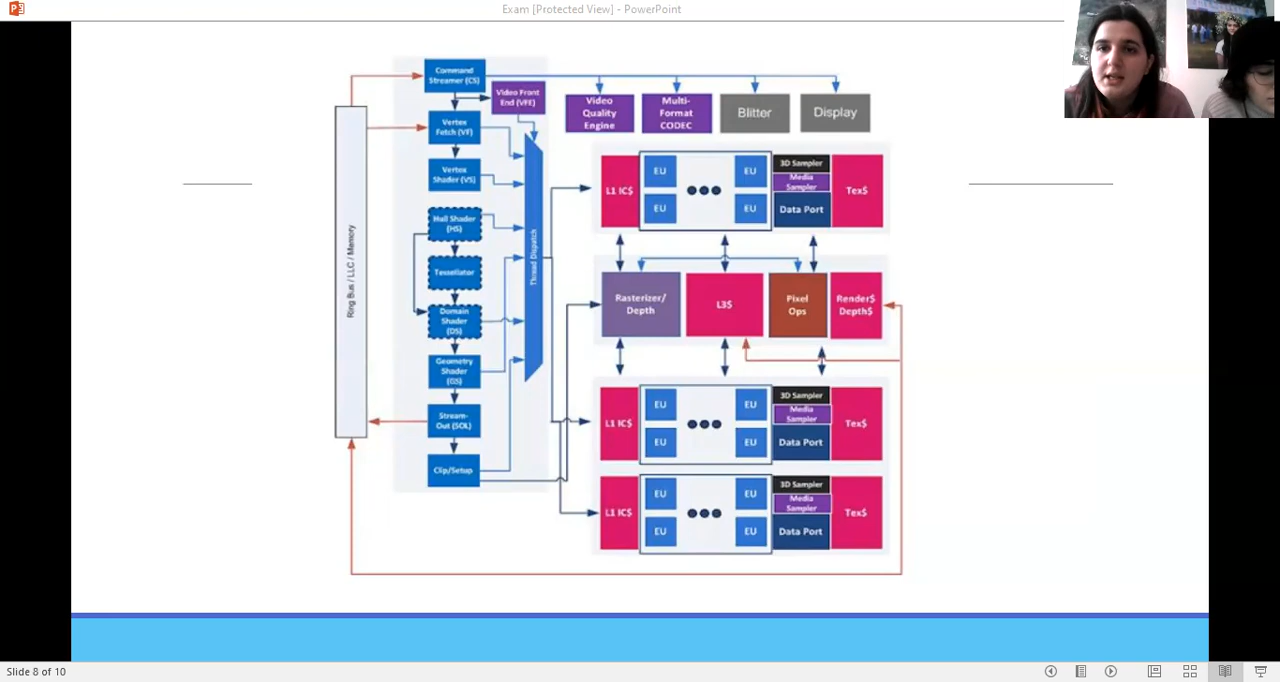 Exam [Protected View] - PowerPoint
Command
Streamer (CS)
Video Front
End (VFE)
Vertex
Fetch (VF)
Vertex
Shader (VS)
Hull Shader
(HS)
Tessellator
Domain
Shader
(DS)
Geometry
Shader
(GS)
Stream-
Out (SOL)
Clip/Setup
Ring Bus / LLC / Memory
Thread Dispatch
Video
Quality
Engine
Multi-
Format
CODEC
Blitter
Display
L1 IC$
EU
EU
EU
EU
3D Sampler
Media
Sampler
Data Port
Tex$
Rasterizer/
Depth
L3$
Pixel
Ops
Render$
Depth$
L1 IC$
EU
EU
EU
EU
3D Sampler
Media
Sampler
Data Port
Tex$
L1 IC$
EU
EU
EU
EU
3D Sampler
Media
Sampler
Data Port
Tex$
Slide 8 of 10